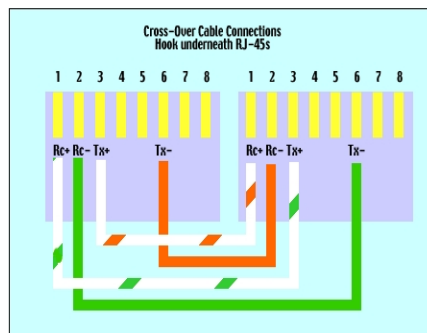 Cross-Over Cable Connections
Hook underneath RJ-45s
1 2 3 4 5 6 7 8 1 2 3 4 5 6 7 8
Rc+ Rc- Tx+ Tx- Rc+ Rc- Tx+ Tx-